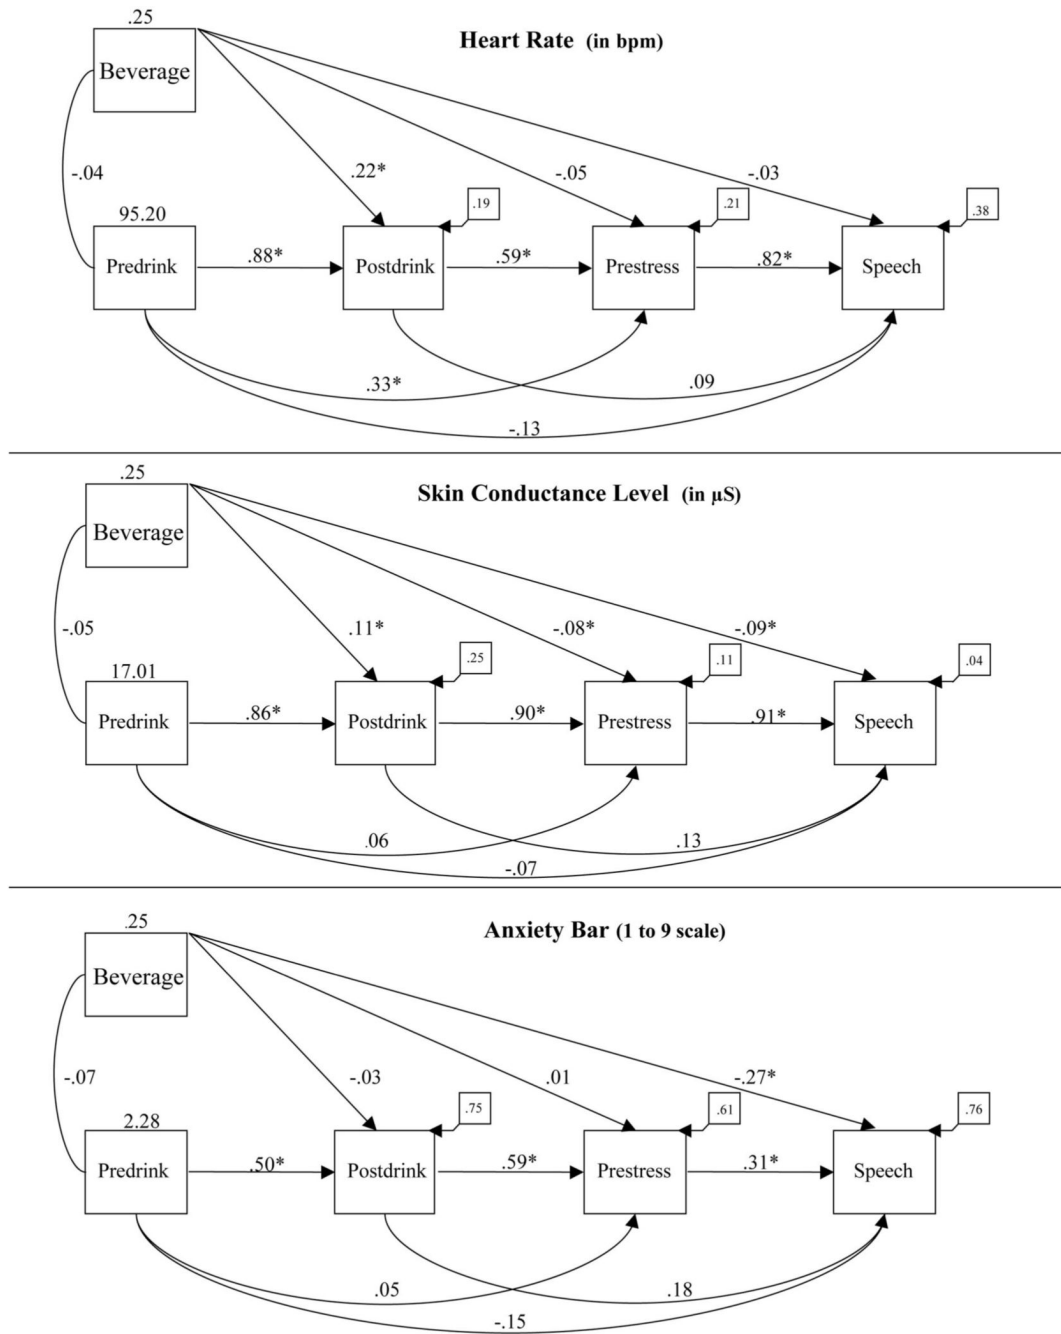 .25
Heart Rate (in bpm)
Beverage
-.04
.22*
-.05
-.03
95.20
.19
.21
.38
Predrink
.88*
Postdrink
.59*
Prestress
.82*
Speech
.33*
.09
-.13
.25
Skin Conductance Level (in µS)
Beverage
-.05
.11*
-.08*
-.09*
17.01
.25
.11
.04
Predrink
.86*
Postdrink
.90*
Prestress
.91*
Speech
.06
.13
-.07
.25
Anxiety Bar (1 to 9 scale)
Beverage
-.07
-.03
.01
-.27*
2.28
.75
.61
.76
Predrink
.50*
Postdrink
.59*
Prestress
.31*
Speech
.05
.18
-.15